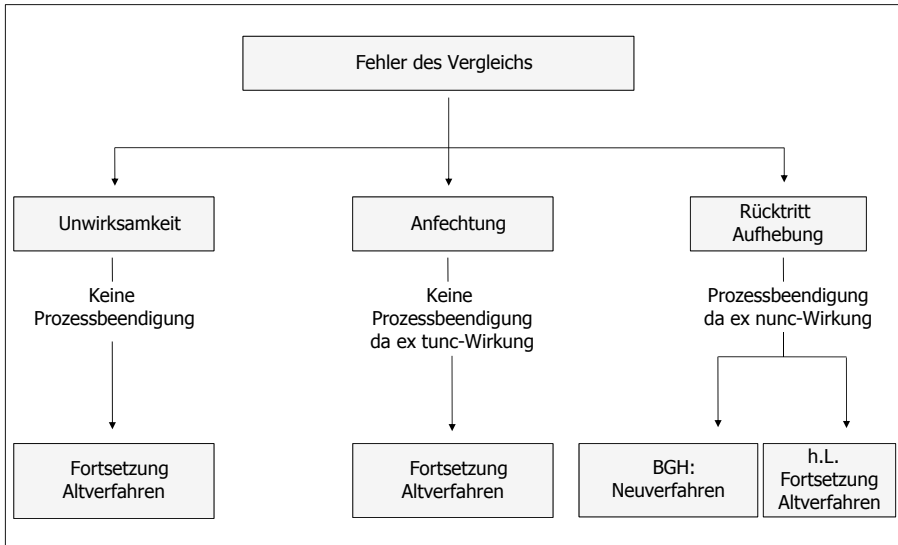 Fehler des Vergleichs
Unwirksamkeit
Anfechtung
Rücktritt
Aufhebung
Keine
Prozessbeendigung
Keine
Prozessbeendigung
da ex tunc-Wirkung
Prozessbeendigung
da ex nunc-Wirkung
Fortsetzung
Altverfahren
Fortsetzung
Altverfahren
BGH:
Neuverfahren
h.L.
Fortsetzung
Altverfahren